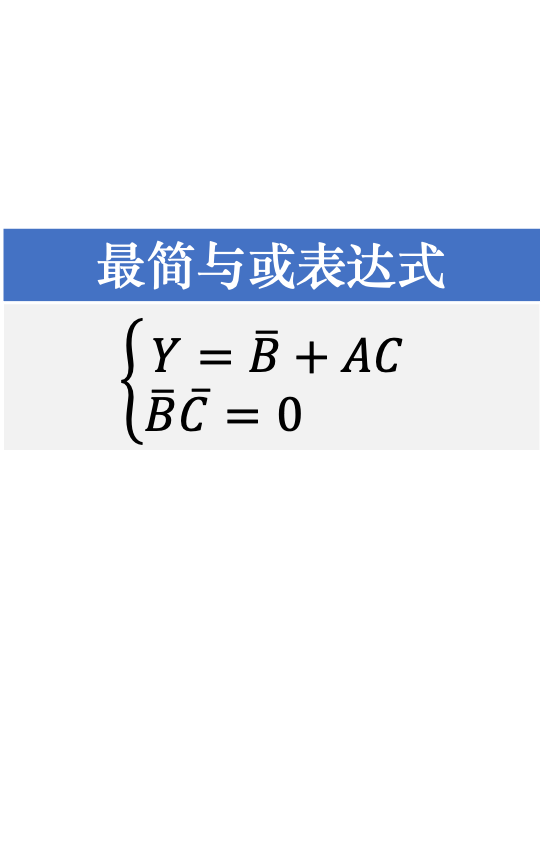 最简与或表达式
Y = B̅ + AC
B̅C̅ = 0